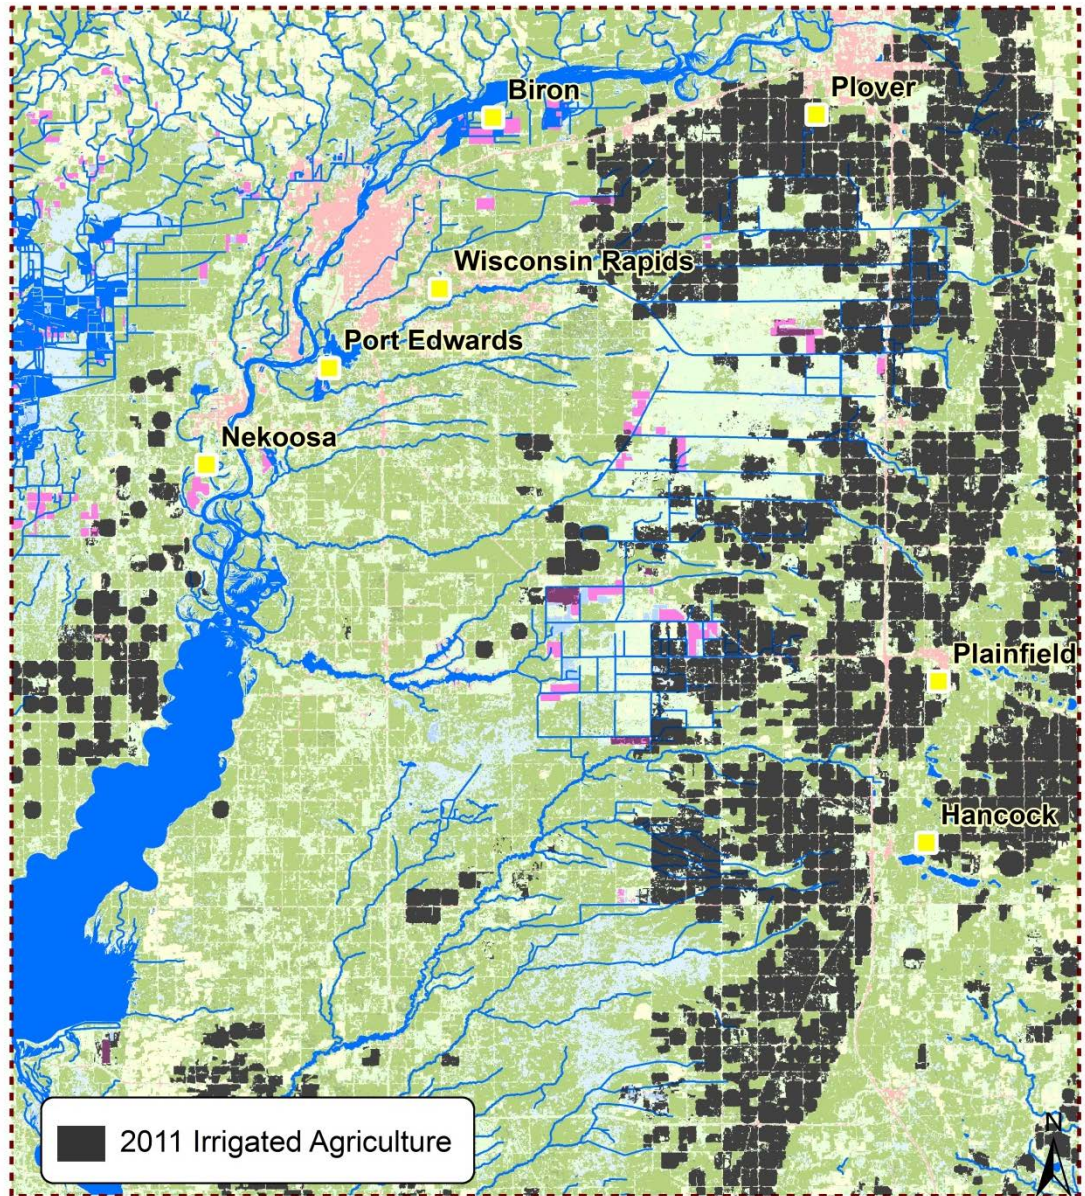 Biron
Plover
Wisconsin Rapids
Port Edwards
Nekoosa
Plainfield
Hancock
2011 Irrigated Agriculture
N